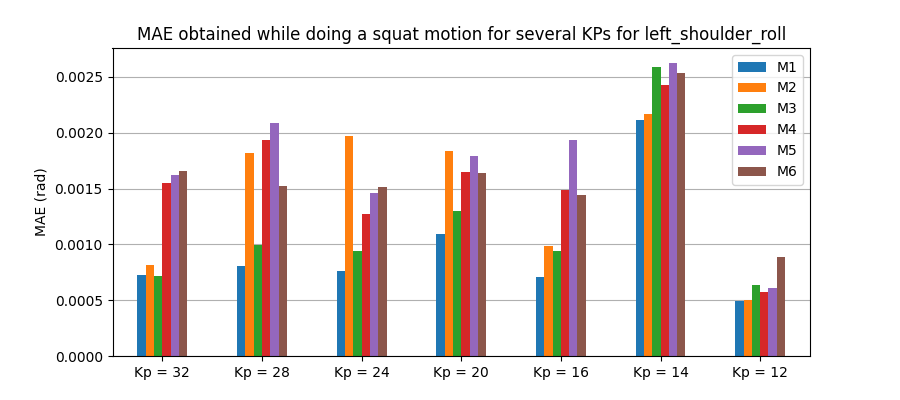 MAE obtained while doing a squat motion for several KPs for left_shoulder_roll
MAE (rad)
0.0025
0.0020
0.0015
0.0010
0.0005
0.0000
Kp = 32 Kp = 28 Kp = 24 Kp = 20 Kp = 16 Kp = 14 Kp = 12
M1
M2
M3
M4
M5
M6